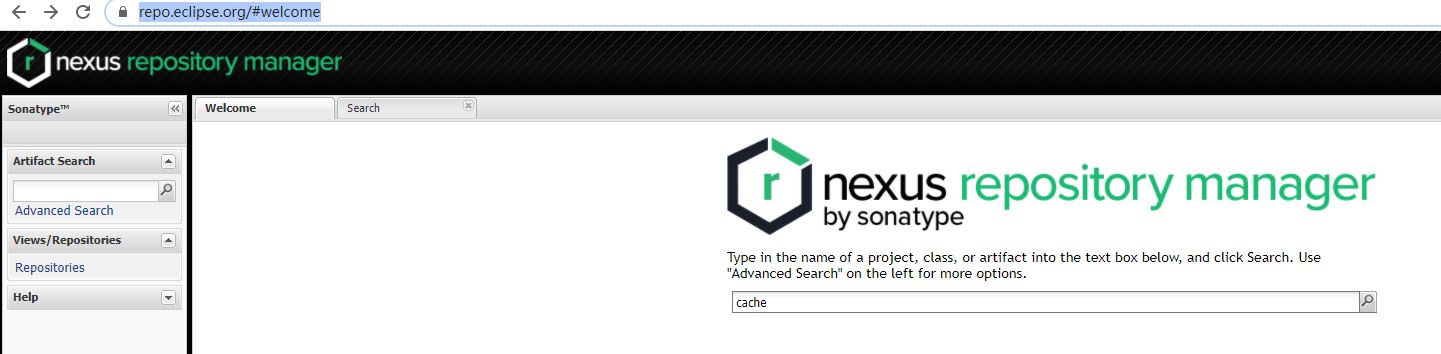 repo.eclipse.org/#welcome
nexus repository manager
Sonatype™
Welcome
Search
Artifact Search
Advanced Search
Views/Repositories
Repositories
Help
r
nexus repository manager
by sonatype
Type in the name of a project, class, or artifact into the text box below, and click Search. Use
"Advanced Search" on the left for more options.
cache